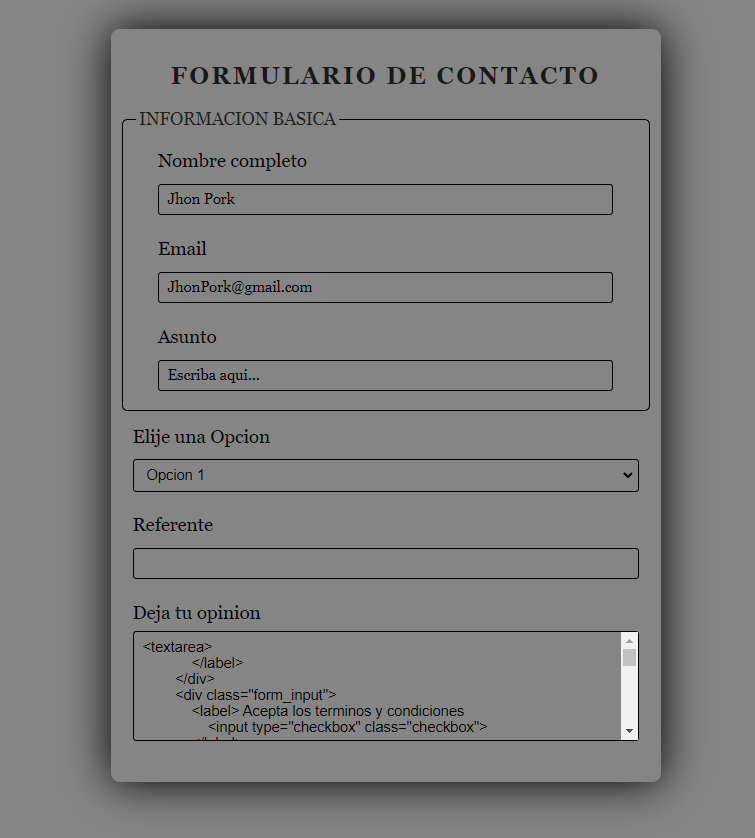 FORMULARIO DE CONTACTO
INFORMACION BASICA
Nombre completo
Jhon Pork
Email
JhonPork@gmail.com
Asunto
Escriba aqui...
Elije una Opcion
Opcion 1
Referente
Deja tu opinion
<textarea>
</label>
</div>
<div class="form_input">
<label> Acepta los terminos y condiciones
<input type="checkbox" class="checkbox">